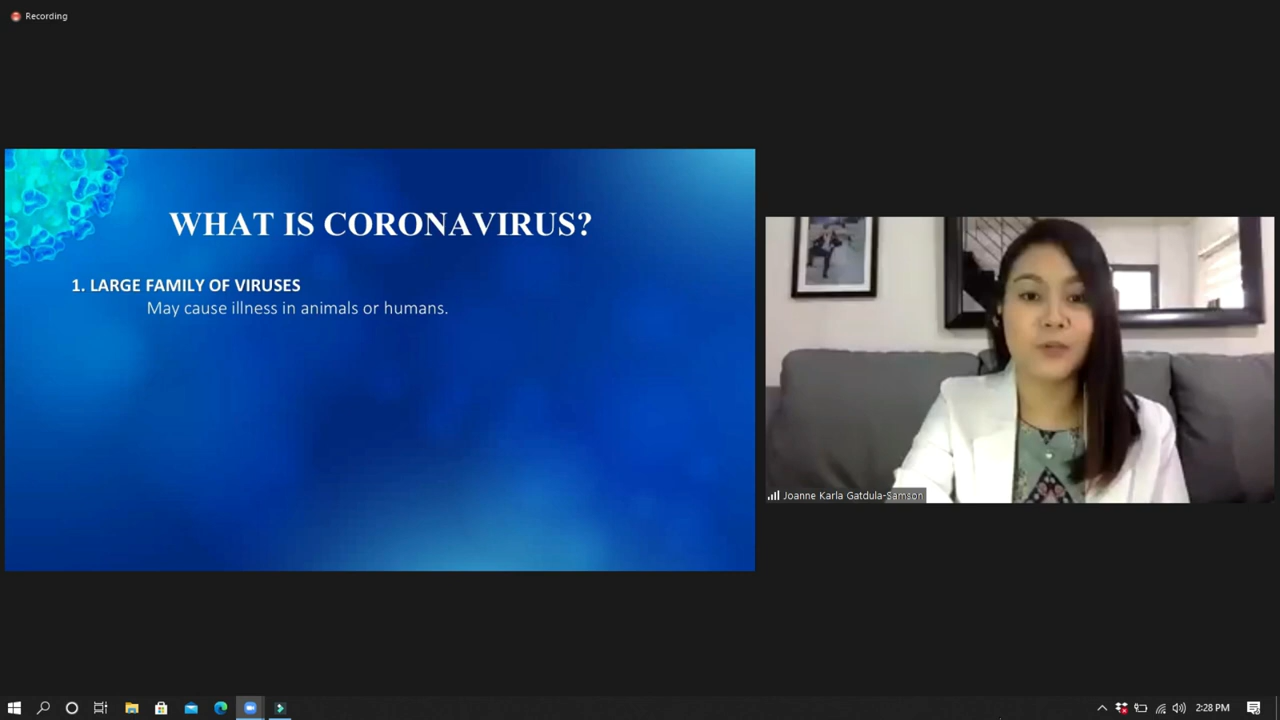 Recording
WHAT IS CORONAVIRUS?
1. LARGE FAMILY OF VIRUSES
May cause illness in animals or humans.
Joanne Karla Gatdula-Samson
2:28 PM